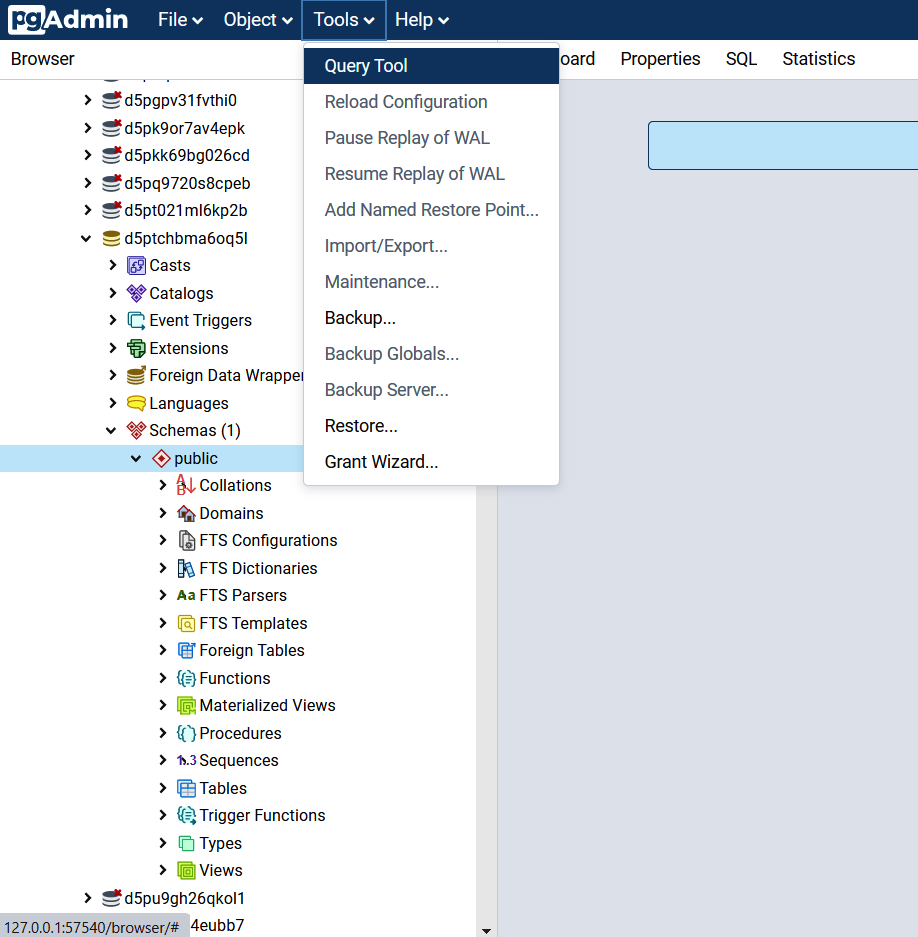 pgAdmin File Object Tools Help
Browser
Query Tool
Reload Configuration
Pause Replay of WAL
Resume Replay of WAL
Add Named Restore Point...
Import/Export...
Maintenance...
Backup...
Backup Globals...
Backup Server...
Restore...
Grant Wizard...
oard Properties SQL Statistics
d5pgpv31fvthi0
d5pk9or7av4epk
d5pkk69bg026cd
d5pq9720s8cpeb
d5pt021ml6kp2b
d5ptchbma6oq5l
Casts
Catalogs
Event Triggers
Extensions
Foreign Data Wrapper
Languages
Schemas (1)
public
Collations
Domains
FTS Configurations
FTS Dictionaries
Aa FTS Parsers
FTS Templates
Foreign Tables
Functions
Materialized Views
Procedures
1..3 Sequences
Tables
Trigger Functions
Types
Views
d5pu9gh26qkol1
127.0.0.1:57540/browser/# 4eubb7